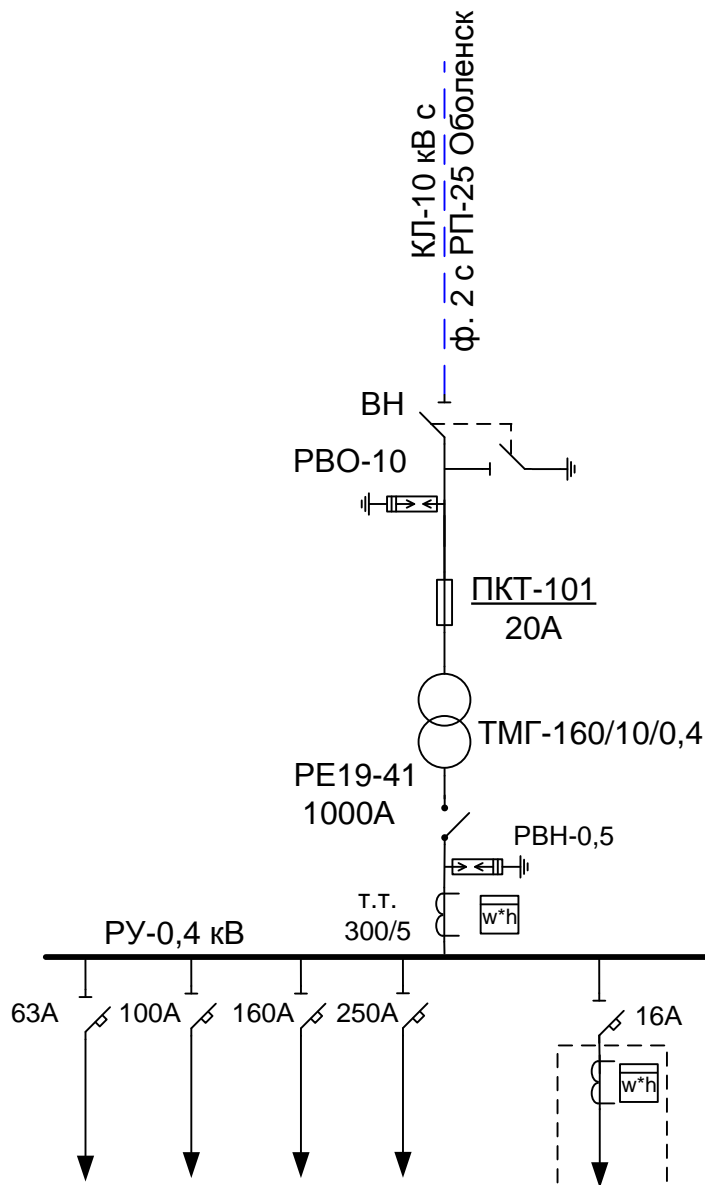 КЛ-10 кВ с
ф. 2 с РП-25 Оболенск
ВН
РВО-10
ПКТ-101
20А
ТМГ-160/10/0,4
РЕ19-41
1000А
РВН-0,5
т.т.
300/5
w*h
РУ-0,4 кВ
63А
100А
160А
250А
16А
w*h